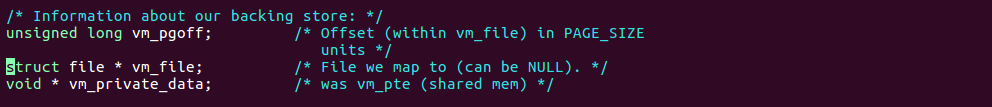 /* Information about our backing store: */
unsigned long vm_pgoff; /* Offset (within vm_file) in PAGE_SIZE
units */
struct file * vm_file; /* File we map to (can be NULL). */
void * vm_private_data; /* was vm_pte (shared mem) */